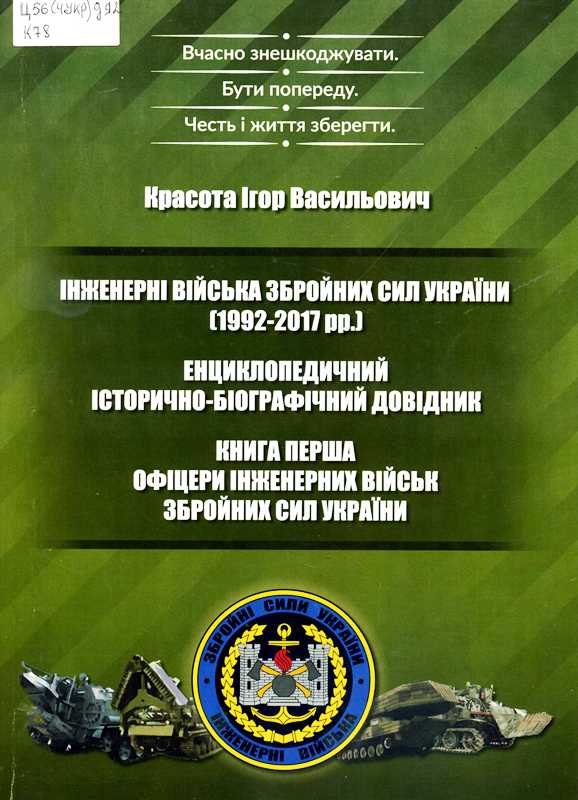 Ц56(4УКР)я92
К78
Вчасно знешкоджувати.
Бути попереду.
Честь і життя зберегти.
Красота Ігор Васильович
ІНЖЕНЕРНІ ВІЙСЬКА ЗБРОЙНИХ СИЛ УКРАЇНИ
(1992-2017 рр.)
ЕНЦИКЛОПЕДИЧНИЙ
ІСТОРИЧНО-БІОГРАФІЧНИЙ ДОВІДНИК
КНИГА ПЕРША
ОФІЦЕРИ ІНЖЕНЕРНИХ ВІЙСЬК
ЗБРОЙНИХ СИЛ УКРАЇНИ
ЗБРОЙНІ СИЛИ УКРАЇНИ
ІНЖЕНЕРНІ ВІЙСЬКА